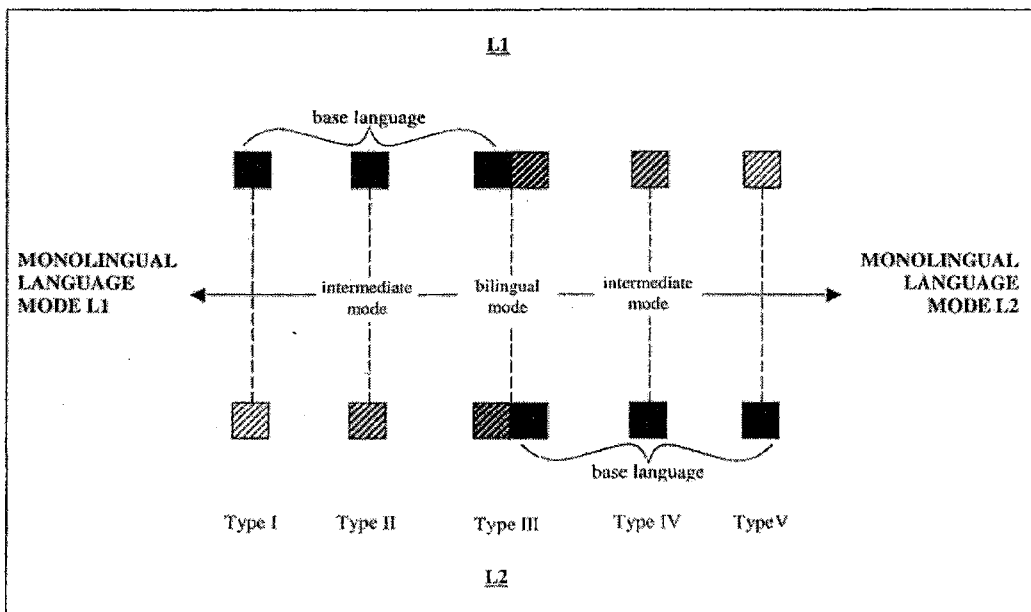 L1
base language
MONOLINGUAL
LANGUAGE
MODE L1
intermediate
mode
bilingual
mode
intermediate
mode
MONOLINGUAL
LANGUAGE
MODE L2
base language
Type I
Type II
Type III
Type IV
TypeV
L2